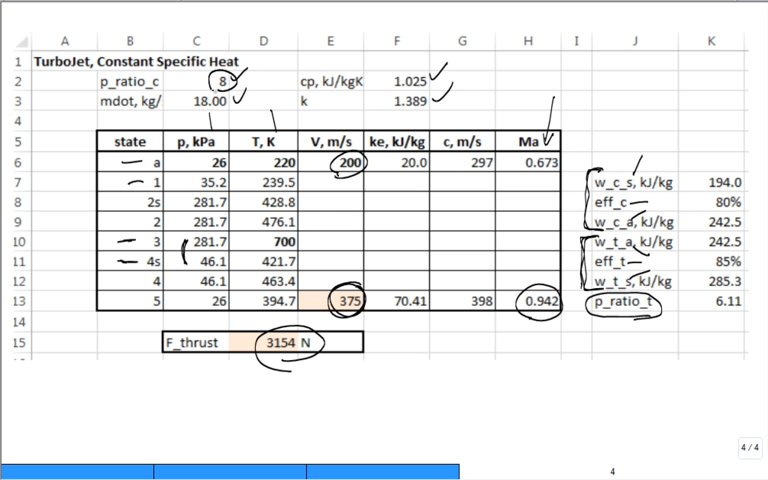 A B C D E F G H I J K
1 TurboJet, Constant Specific Heat
2 p_ratio_c 8 cp, kJ/kgK 1.025
3 mdot, kg/ 18.00 k 1.389
4
5 state p, kPa T, K V, m/s ke, kJ/kg c, m/s Ma
6 a 26 220 200 20.0 297 0.673
7 1 35.2 239.5 w_c_s, kJ/kg 194.0
8 2s 281.7 428.8 eff_c 80%
9 2 281.7 476.1 w_c_a, kJ/kg 242.5
10 3 281.7 700 w_t_a, kJ/kg 242.5
11 4s 46.1 421.7 eff_t 85%
12 4 46.1 463.4 w_t_s, kJ/kg 285.3
13 5 26 394.7 375 70.41 398 0.942 p_ratio_t 6.11
14
15 F_thrust 3154 N
4 / 4
4